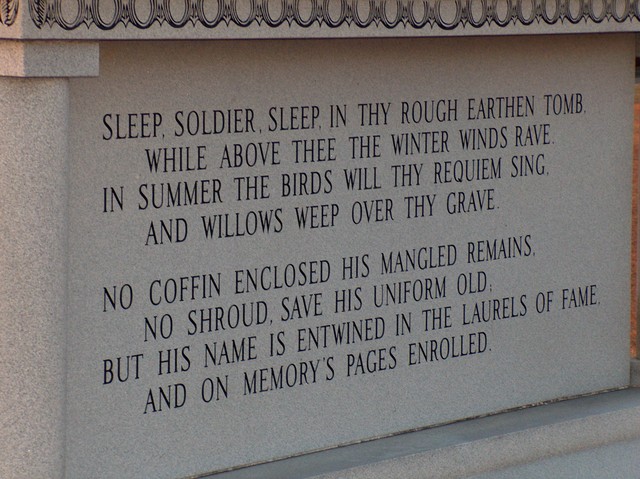 SLEEP, SOLDIER, SLEEP, IN THY ROUGH EARTHEN TOMB,
WHILE ABOVE THEE THE WINTER WINDS RAVE.
IN SUMMER THE BIRDS WILL THY REQUIEM SING,
AND WILLOWS WEEP OVER THY GRAVE.
NO COFFIN ENCLOSED HIS MANGLED REMAINS,
NO SHROUD, SAVE HIS UNIFORM OLD;
BUT HIS NAME IS ENTWINED IN THE LAURELS OF FAME,
AND ON MEMORY'S PAGES ENROLLED.